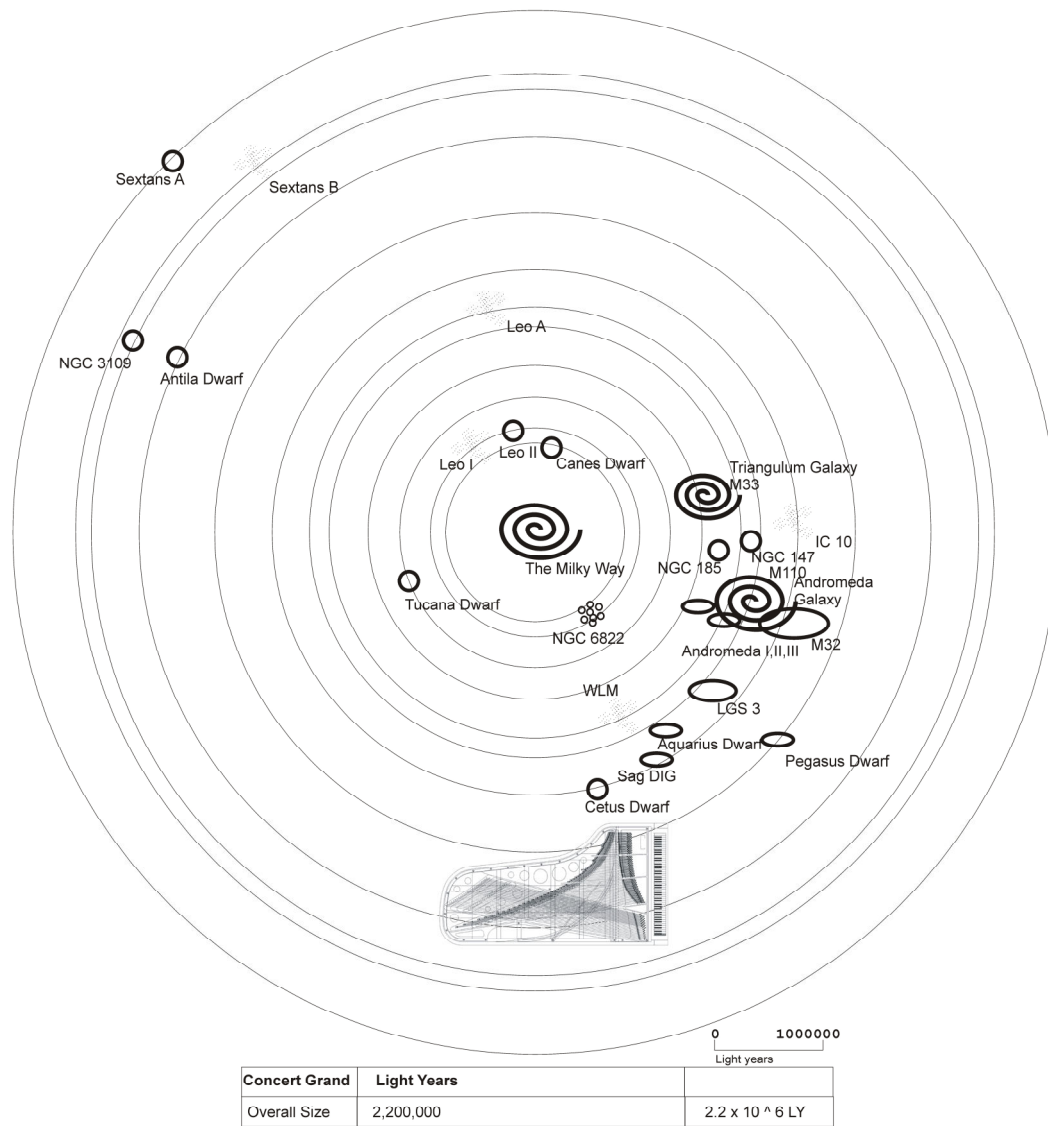 Sextans A
Sextans B
Leo A
NGC 3109
Antila Dwarf
Leo II
Leo I
Canes Dwarf
Triangulum Galaxy
M33
IC 10
NGC 147
NGC 185
The Milky Way
M110
Andromeda
Galaxy
Tucana Dwarf
NGC 6822
M32
Andromeda I,II,III
WLM
LGS 3
Aquarius Dwarf
Pegasus Dwarf
Sag DIG
Cetus Dwarf
0 1000000
Light years
Concert Grand Light Years
Overall Size 2,200,000 2.2 x 10 ^ 6 LY